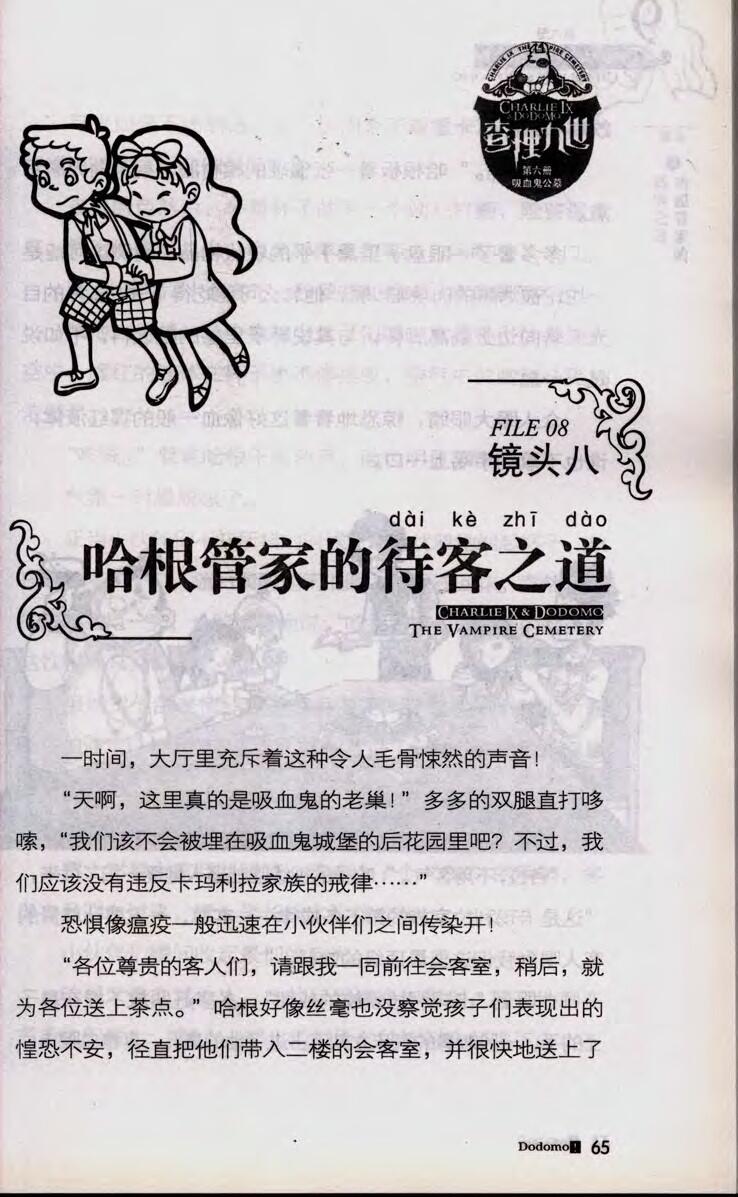 CHARLIE IX THE VAMPIRE CEMETERY
CHARLIE IX
& DODOMO
查理九世
第六册
吸血鬼公墓
FILE 08
镜头八
dài kè zhī dào
哈根管家的待客之道
CHARLIE IX & DODOMO
THE VAMPIRE CEMETERY
一时间，大厅里充斥着这种令人毛骨悚然的声音！
“天啊，这里真的是吸血鬼的老巢！”多多的双腿直打哆
嗦，“我们该不会被埋在吸血鬼城堡的后花园里吧？不过，我
们应该没有违反卡玛利拉家族的戒律……”
恐惧像瘟疫一般迅速在小伙伴们之间传染开！
“各位尊贵的客人们，请跟我一同前往会客室，稍后，就
为各位送上茶点。”哈根好像丝毫也没察觉孩子们表现出的
惶恐不安，径直把他们带入二楼的会客室，并很快地送上了
Dodomo! 65